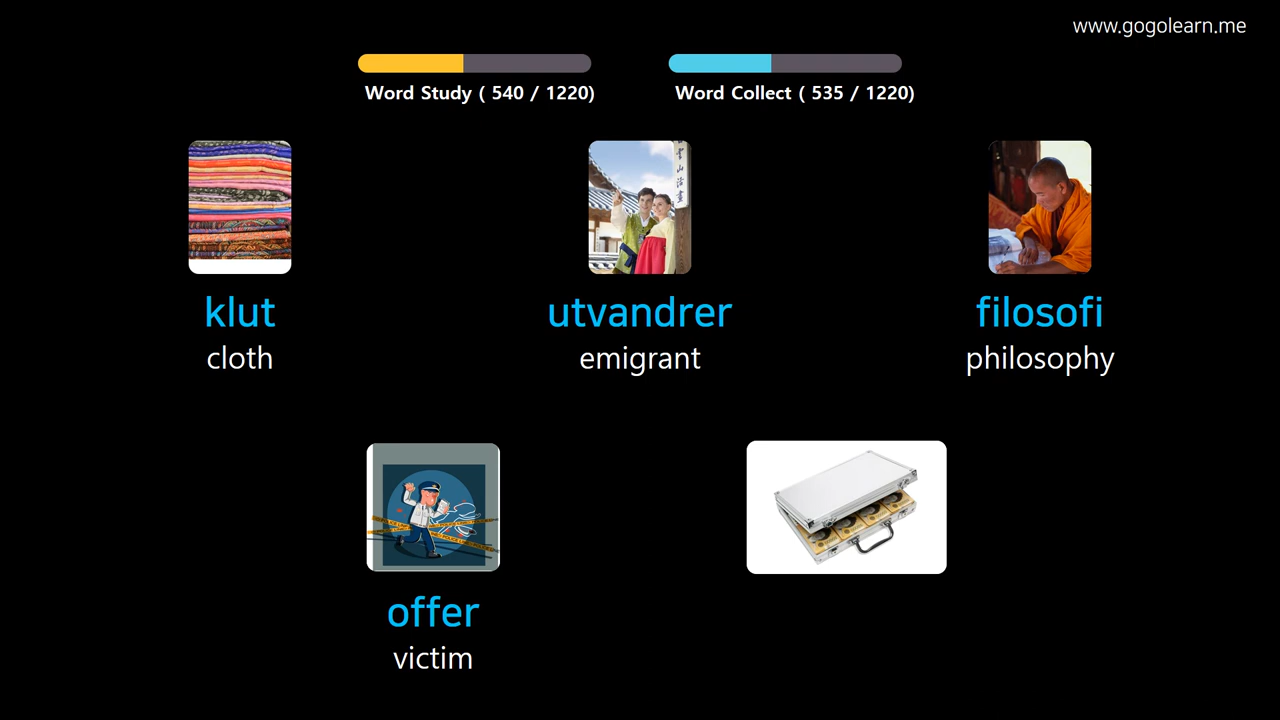 www.gogolearn.me
Word Study ( 540 / 1220)
Word Collect ( 535 / 1220)
klut
cloth
utvandrer
emigrant
filosofi
philosophy
offer
victim